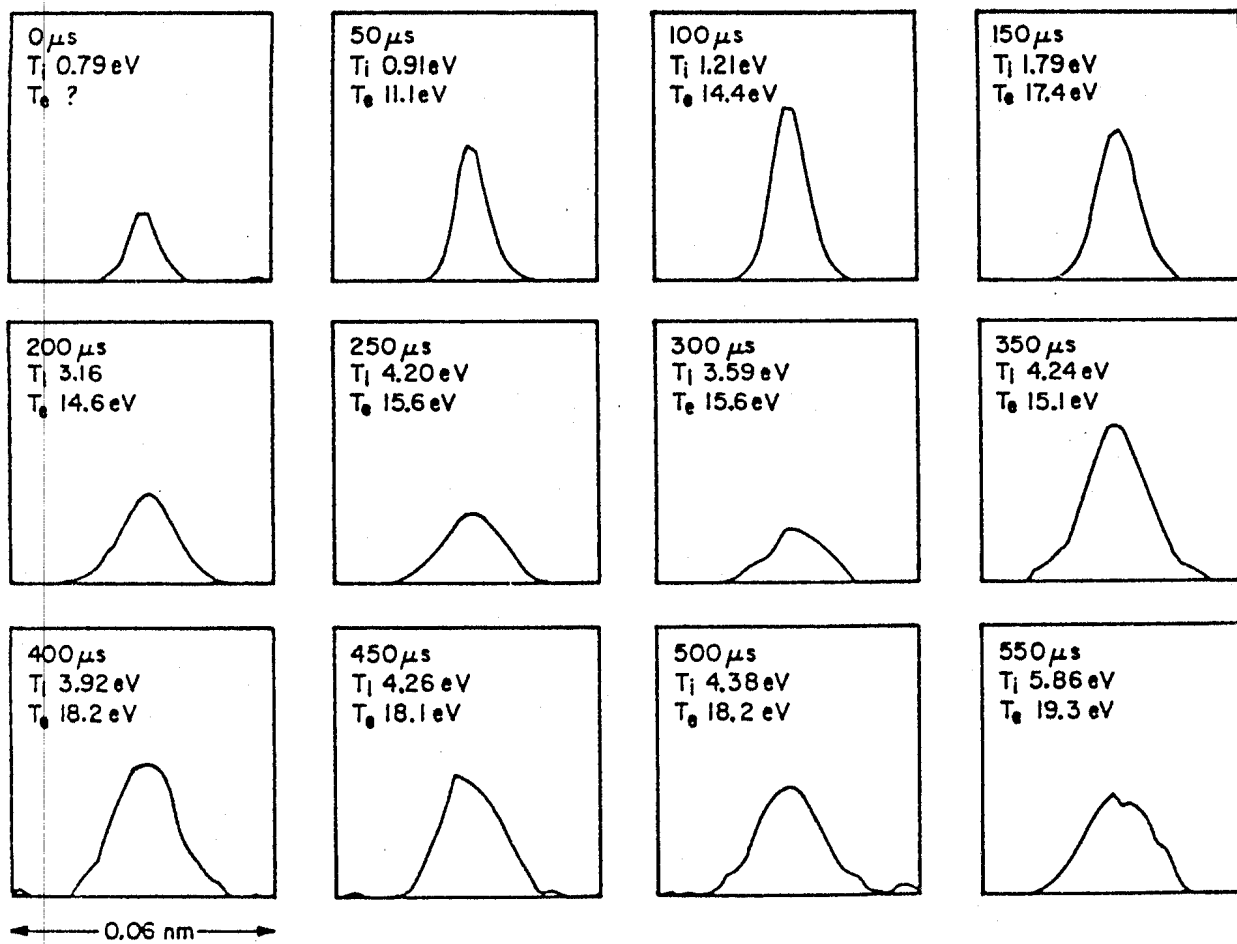 0 μs
Ti 0.79 eV
Te ?
50 μs
Ti 0.91 eV
Te 11.1 eV
100 μs
Ti 1.21 eV
Te 14.4 eV
150 μs
Ti 1.79 eV
Te 17.4 eV
200 μs
Ti 3.16
Te 14.6 eV
250 μs
Ti 4.20 eV
Te 15.6 eV
300 μs
Ti 3.59 eV
Te 15.6 eV
350 μs
Ti 4.24 eV
Te 15.1 eV
400 μs
Ti 3.92 eV
Te 18.2 eV
450 μs
Ti 4.26 eV
Te 18.1 eV
500 μs
Ti 4.38 eV
Te 18.2 eV
550 μs
Ti 5.86 eV
Te 19.3 eV
0.06 nm